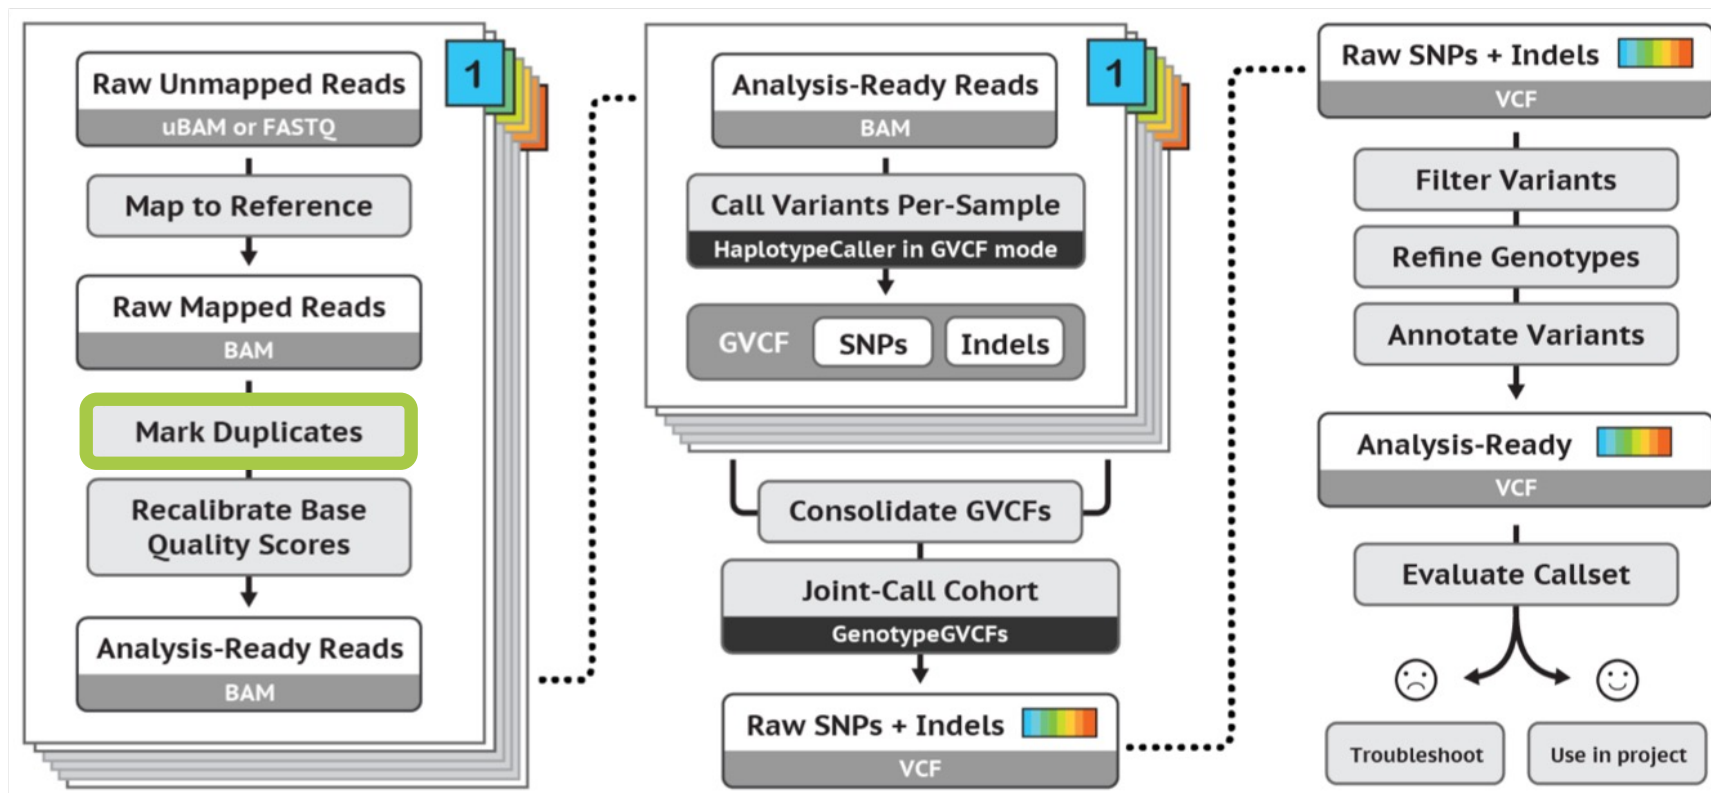 1
Raw Unmapped Reads
uBAM or FASTQ
Map to Reference
Raw Mapped Reads
BAM
Mark Duplicates
Recalibrate Base
Quality Scores
Analysis-Ready Reads
BAM
1
Analysis-Ready Reads
BAM
Call Variants Per-Sample
HaplotypeCaller in GVCF mode
GVCF SNPs Indels
Consolidate GVCFs
Joint-Call Cohort
GenotypeGVCFs
Raw SNPs + Indels
VCF
Raw SNPs + Indels
VCF
Filter Variants
Refine Genotypes
Annotate Variants
Analysis-Ready
VCF
Evaluate Callset
Troubleshoot
Use in project